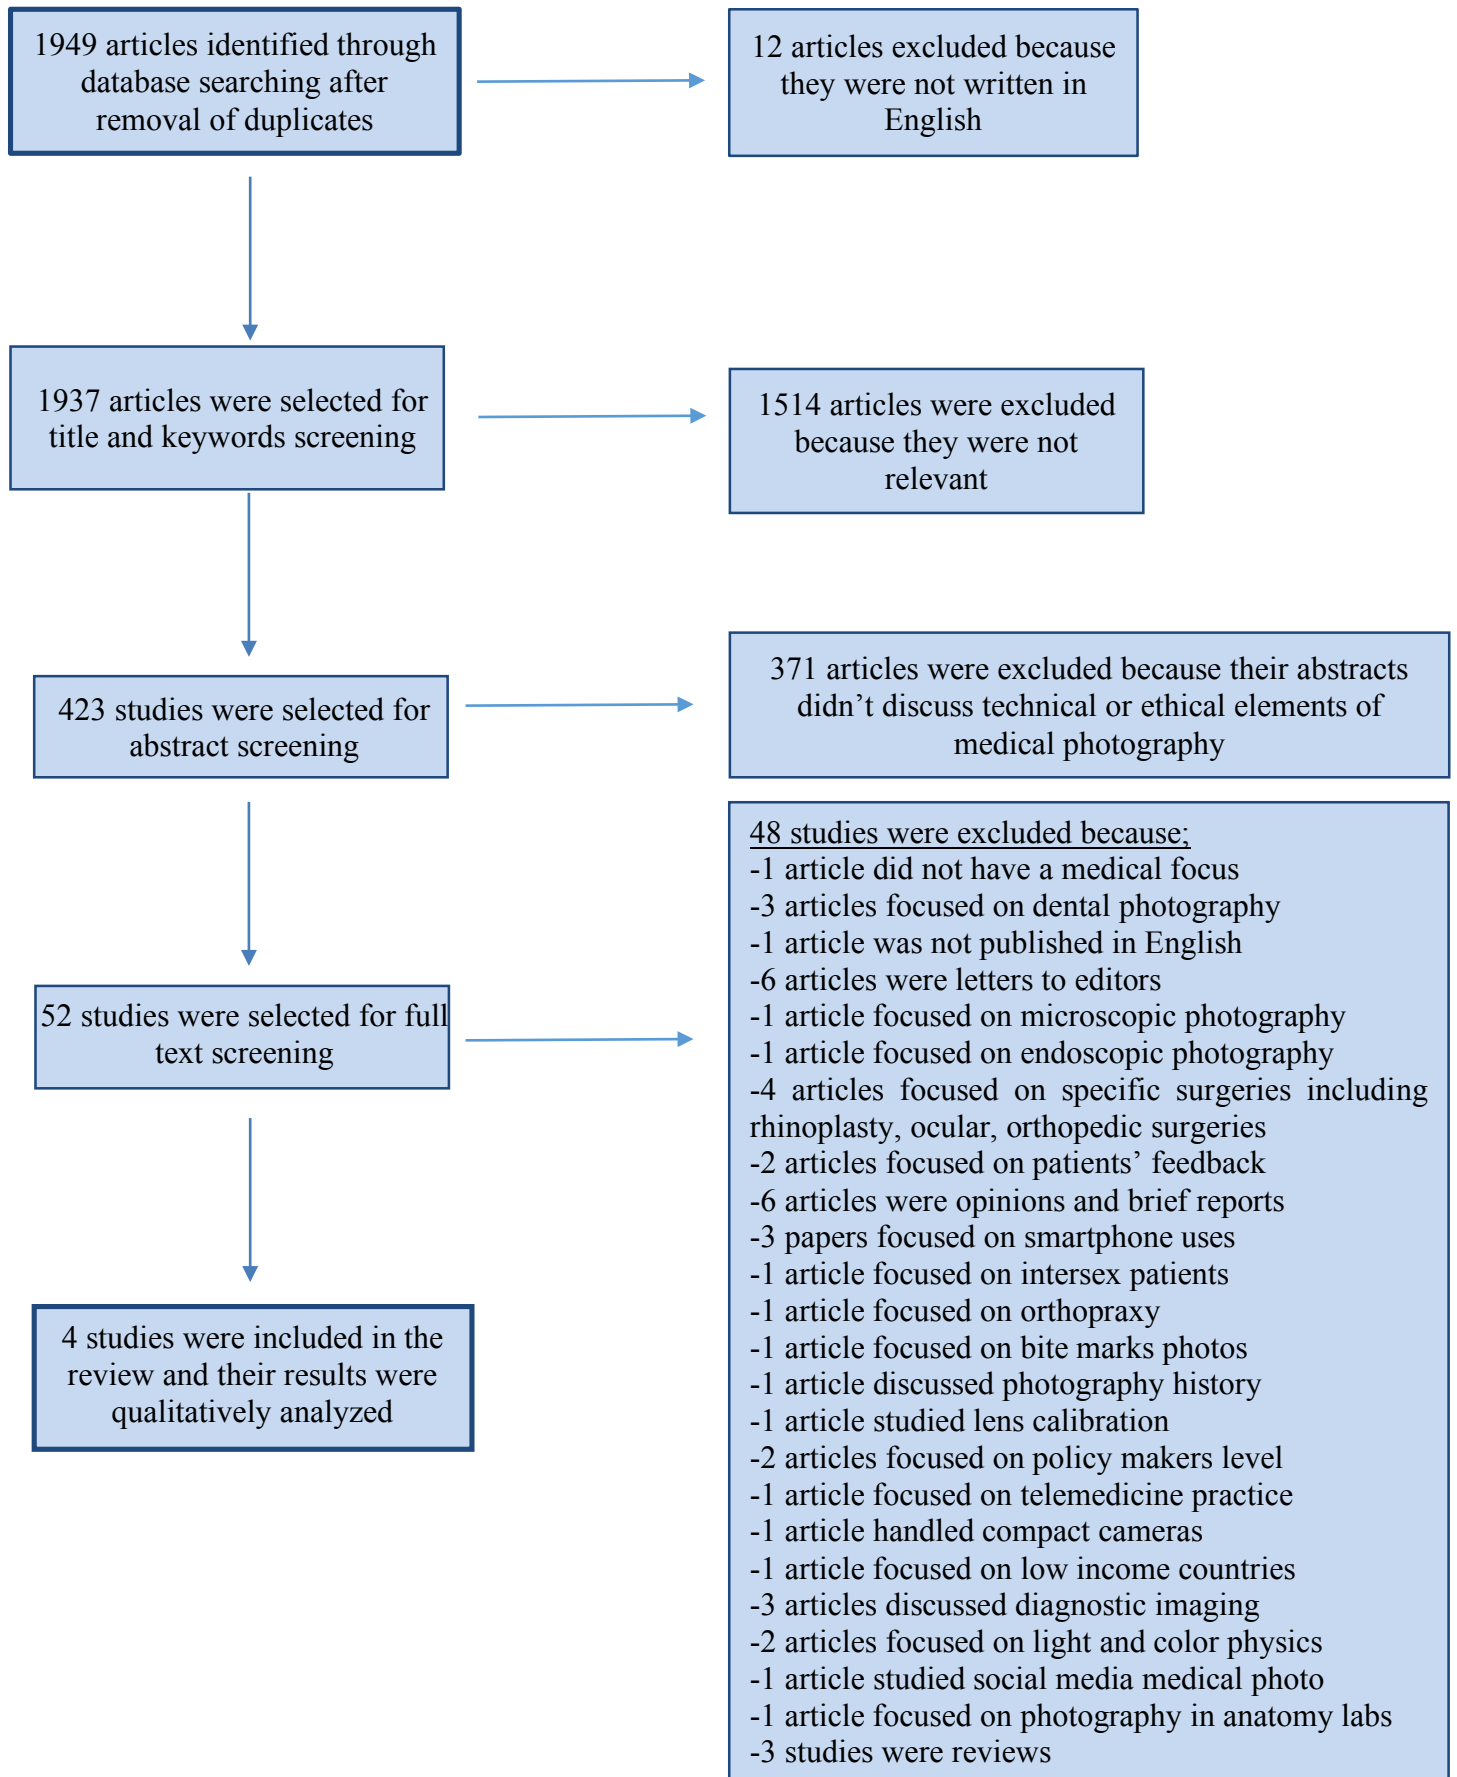 1949 articles identified through
database searching after
removal of duplicates
12 articles excluded because
they were not written in
English
1937 articles were selected for
title and keywords screening
1514 articles were excluded
because they were not
relevant
423 studies were selected for
abstract screening
371 articles were excluded because their abstracts
didn’t discuss technical or ethical elements of
medical photography
52 studies were selected for full
text screening
48 studies were excluded because;
-1 article did not have a medical focus
-3 articles focused on dental photography
-1 article was not published in English
-6 articles were letters to editors
-1 article focused on microscopic photography
-1 article focused on endoscopic photography
-4 articles focused on specific surgeries including
rhinoplasty, ocular, orthopedic surgeries
-2 articles focused on patients’ feedback
-6 articles were opinions and brief reports
-3 papers focused on smartphone uses
-1 article focused on intersex patients
-1 article focused on orthopraxy
-1 article focused on bite marks photos
-1 article discussed photography history
-1 article studied lens calibration
-2 articles focused on policy makers level
-1 article focused on telemedicine practice
-1 article handled compact cameras
-1 article focused on low income countries
-3 articles discussed diagnostic imaging
-2 articles focused on light and color physics
-1 article studied social media medical photo
-1 article focused on photography in anatomy labs
-3 studies were reviews
4 studies were included in the
review and their results were
qualitatively analyzed